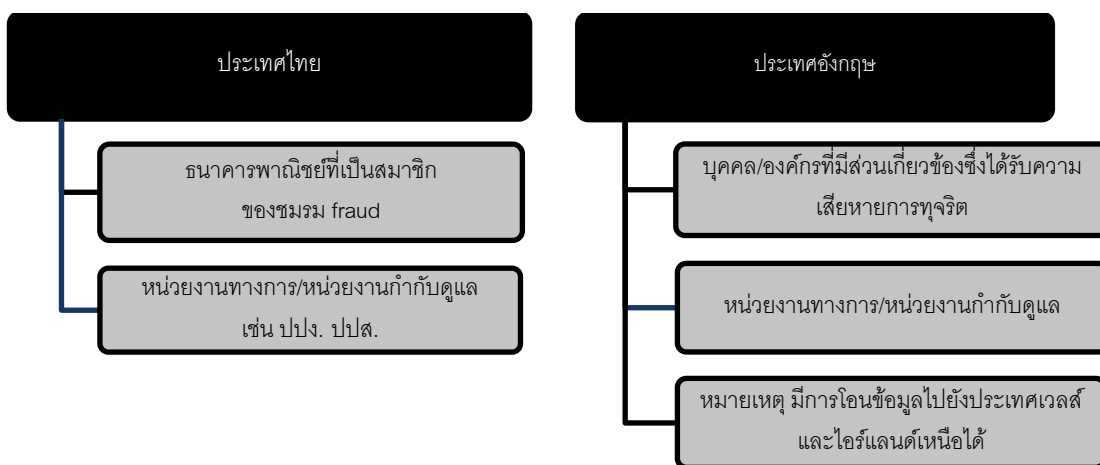 ประเทศไทย
ธนาคารพาณิชย์ที่เป็นสมาชิก
ของชมรม fraud
หน่วยงานทางการ/หน่วยงานกำกับดูแล
เช่น ปปง. ปปส.
ประเทศอังกฤษ
บุคคล/องค์กรที่มีส่วนเกี่ยวข้องซึ่งได้รับความ
เสียหายการทุจริต
หน่วยงานทางการ/หน่วยงานกำกับดูแล
หมายเหตุ มีการโอนข้อมูลไปยังประเทศเวลส์
และไอร์แลนด์เหนือได้